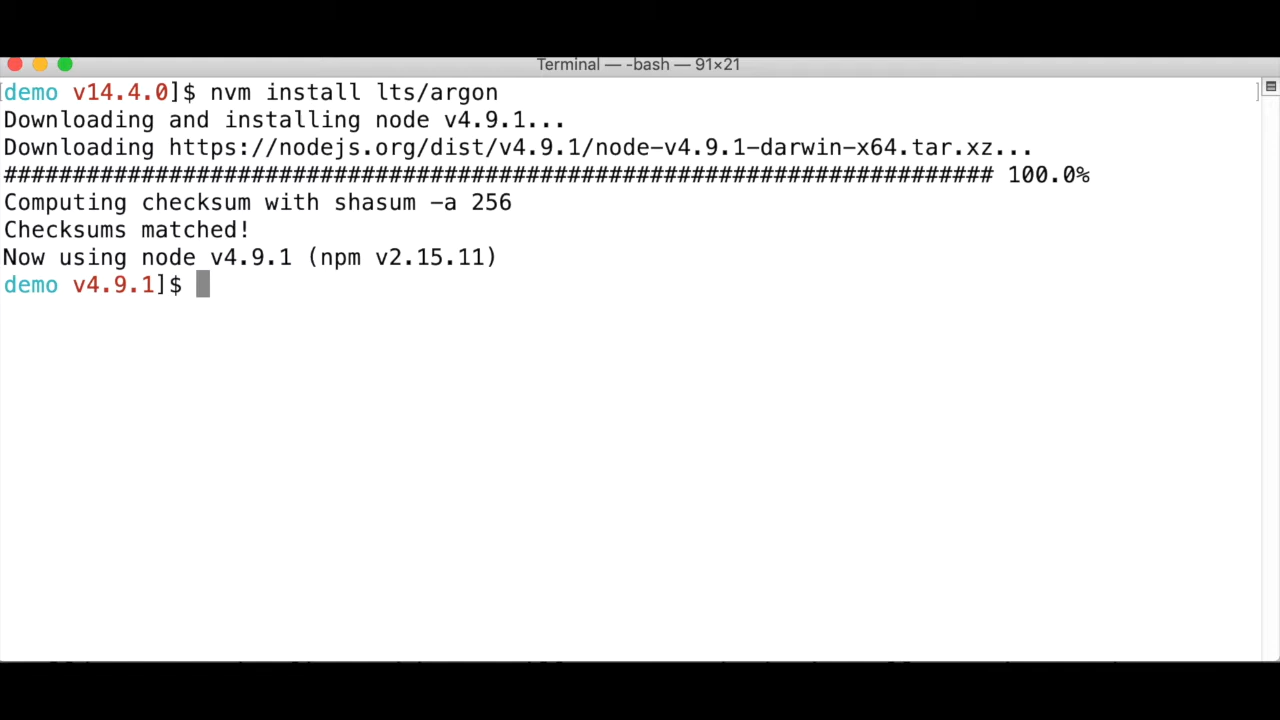 Terminal — -bash — 91×21
[demo v14.4.0]$ nvm install lts/argon
Downloading and installing node v4.9.1...
Downloading https://nodejs.org/dist/v4.9.1/node-v4.9.1-darwin-x64.tar.xz...
######################################################################## 100.0%
Computing checksum with shasum -a 256
Checksums matched!
Now using node v4.9.1 (npm v2.15.11)
demo v4.9.1]$